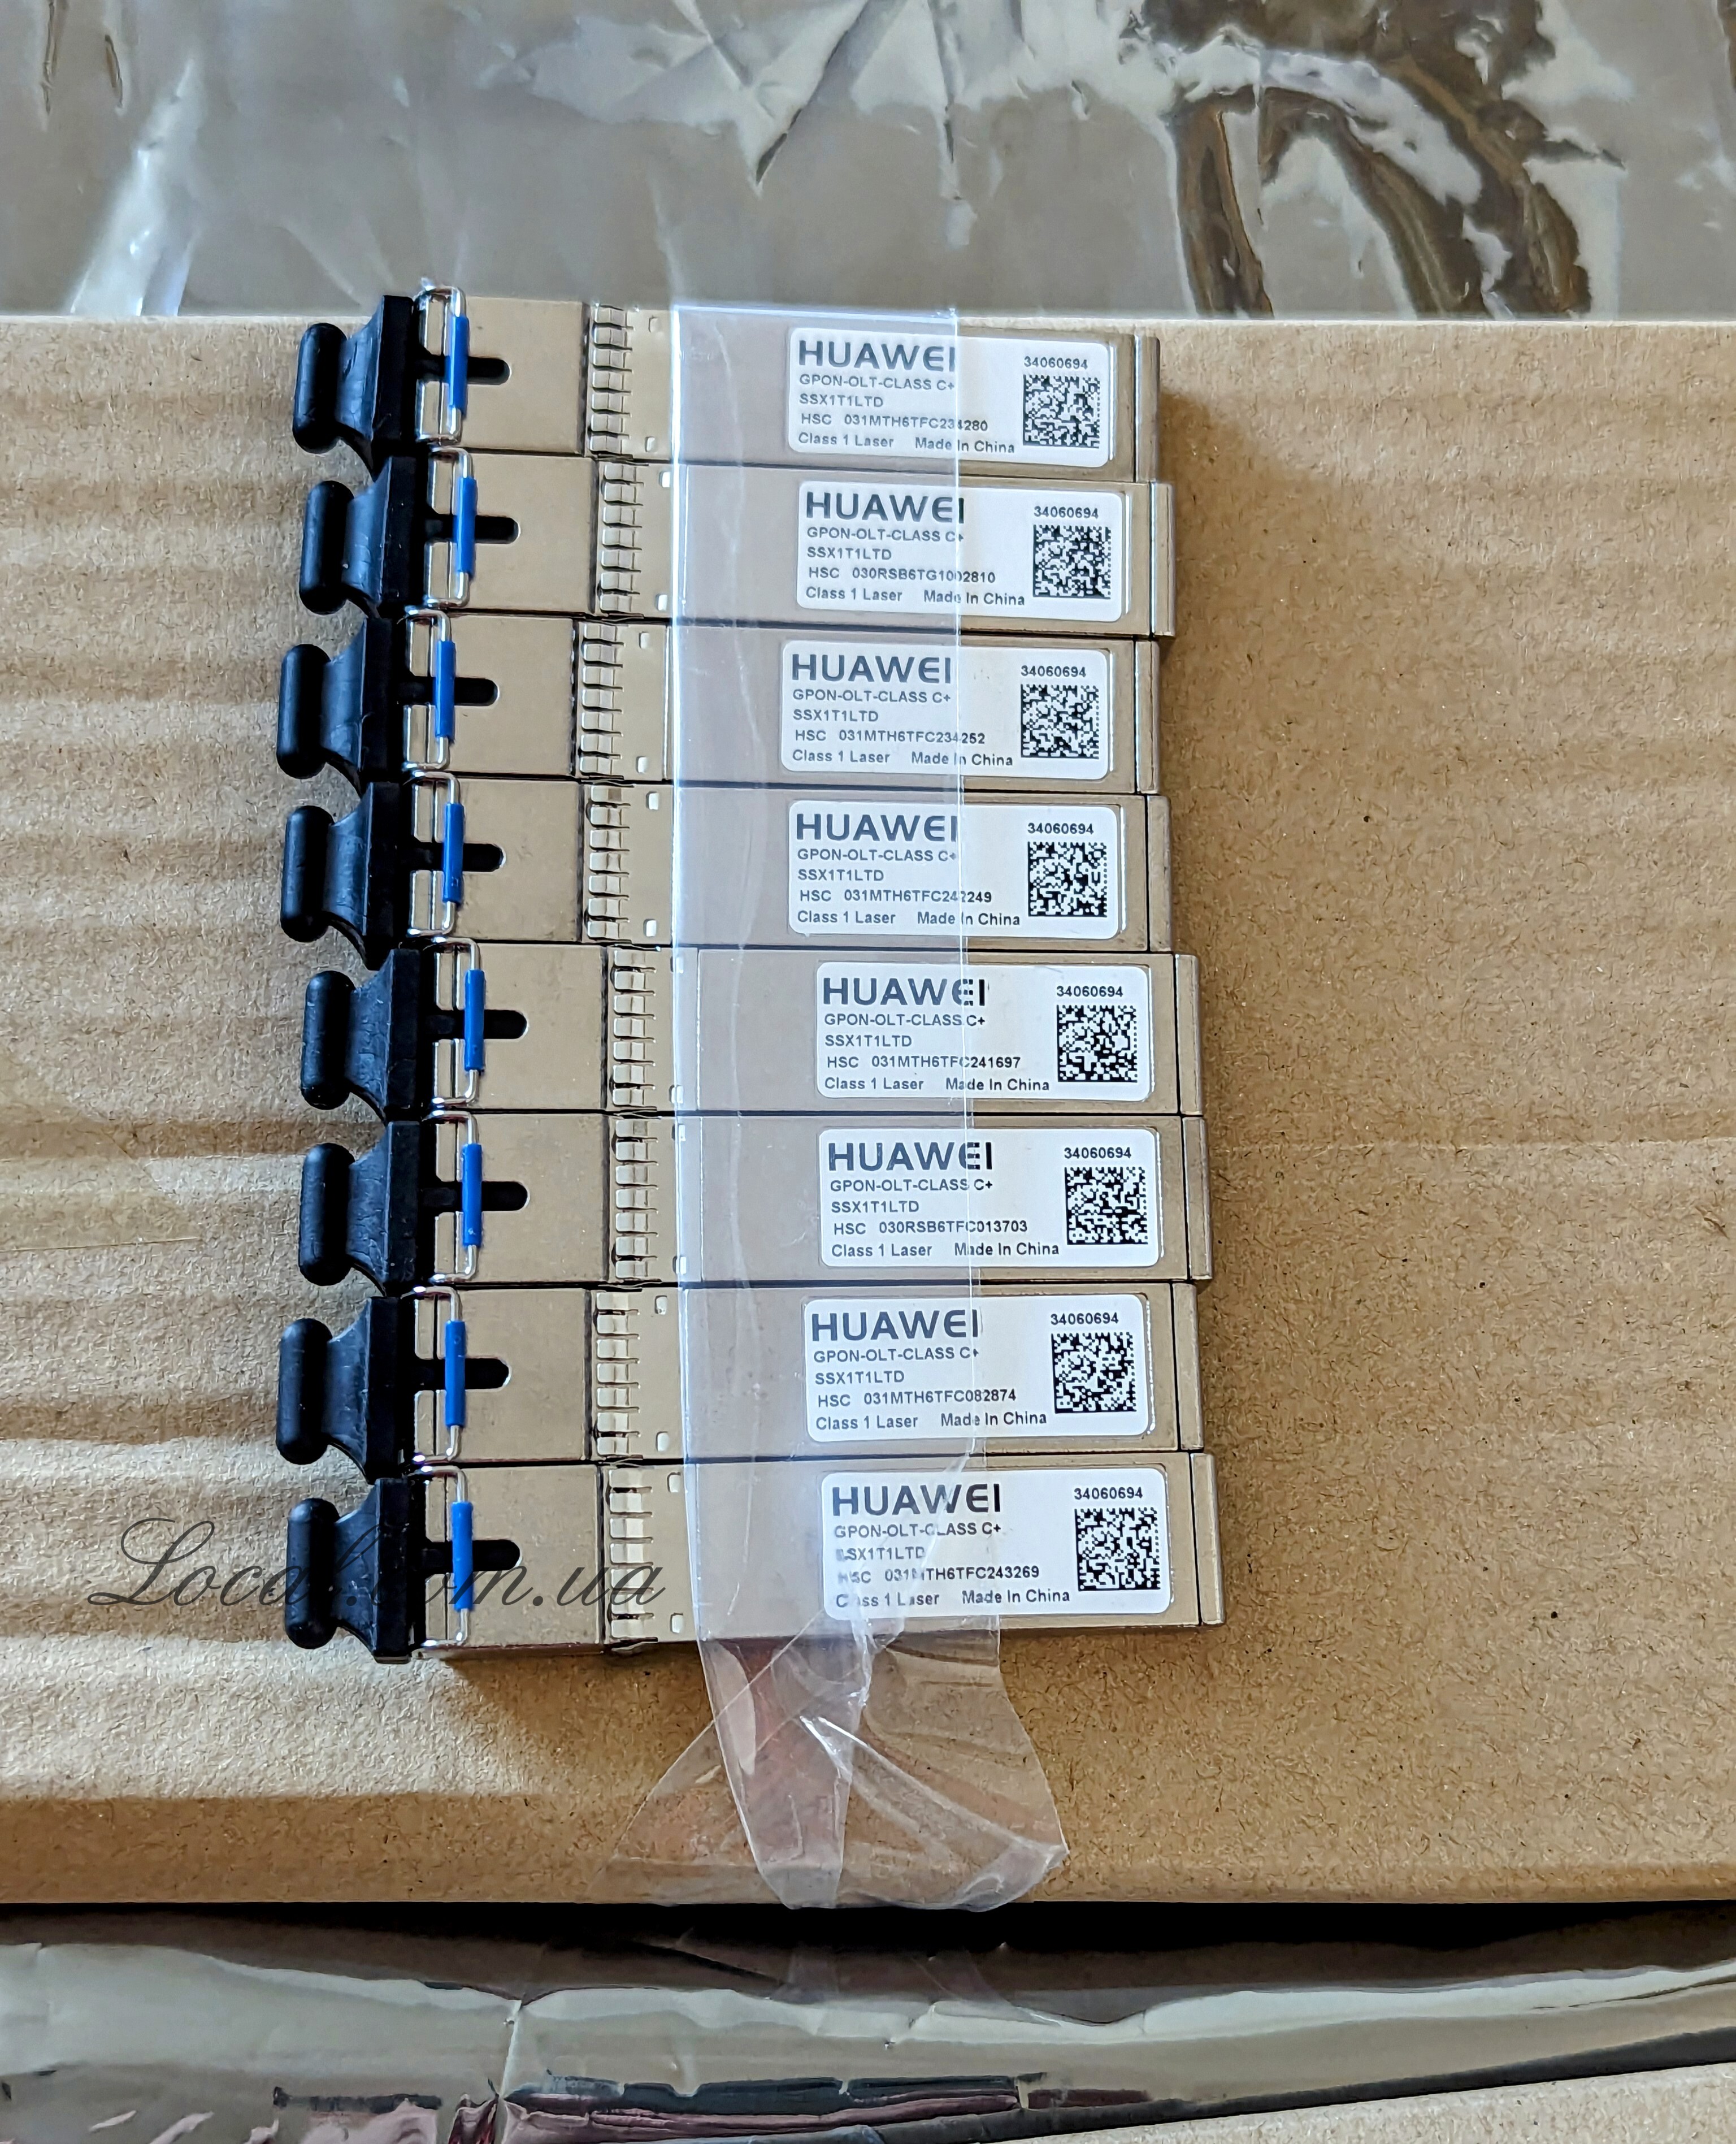 HUAWEI
34060694
GPON-OLT-CLASS C+
SSX1T1LTD
HSC 031MTH6TFC234280
Class 1 Laser Made In China
HUAWEI
34060694
GPON-OLT-CLASS C+
SSX1T1LTD
HSC 030RSB6TG1002810
Class 1 Laser Made In China
HUAWEI
34060694
GPON-OLT-CLASS C+
SSX1T1LTD
HSC 031MTH6TFC234252
Class 1 Laser Made In China
HUAWEI
34060694
GPON-OLT-CLASS C+
SSX1T1LTD
HSC
Class 1 Laser Made In China
HUAWEI
34060694
GPON-OLT-CLASS C+
SSX1T1LTD
HSC 031MTH6TFC241697
Class 1 Laser Made In China
HUAWEI
34060694
GPON-OLT-CLASS C+
SSX1T1LTD
HSC 030RSB6TFC013703
Class 1 Laser Made In China
HUAWEI
34060694
GPON-OLT-CLASS C+
SSX1T1LTD
HSC 031MTH6TFC082874
Class 1 Laser Made In China
HUAWEI
34060694
GPON-OLT-CLASS C+
SSX1T1LTD
HSC 031MTH6TFC243269
Class 1 Laser Made In China